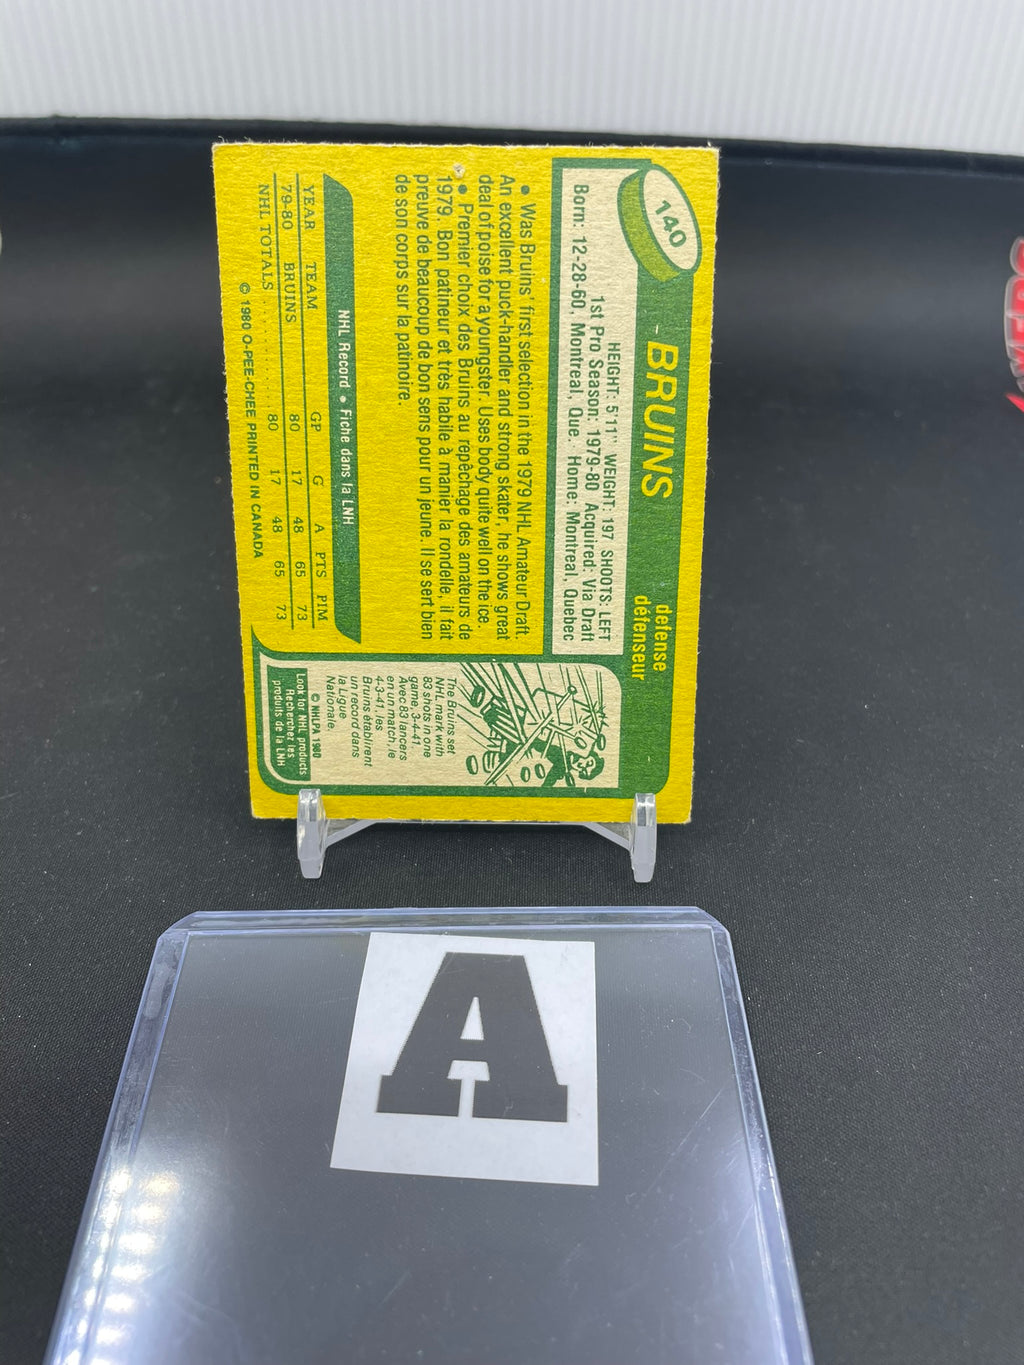 140
- BRUINS
defense
défenseur
HEIGHT: 5'11" WEIGHT: 197 SHOOTS: LEFT
1st Pro Season: 1979-80 Acquired: Via Draft
Born: 12-28-60, Montreal, Que. Home: Montreal, Quebec
• Was Bruins' first selection in the 1979 NHL Amateur Draft.
An excellent puck-handler and strong skater, he shows great
deal of poise for a youngster. Uses body quite well on the ice.
• Premier choix des Bruins au repêchage des amateurs de
1979. Bon patineur et très habile à manier la rondelle, il fait
preuve de beaucoup de bon sens pour un jeune. Il se sert bien
de son corps sur la patinoire.
NHL Record • Fiche dans la LNH
YEAR TEAM GP G A PTS PIM
79-80 BRUINS 80 17 48 65 73
NHL TOTALS .......... 80 17 48 65 73
© 1980 O-PEE-CHEE PRINTED IN CANADA
The Bruins set
NHL mark with
83 shots in one
game, 3-4-41.
Avec 83 lancers
en un match, le
4-3-41, les
Bruins établirent
un record dans
la Ligue
Nationale.
© NHLPA 1980
Look for NHL products
Recherchez les
produits de la LNH
A